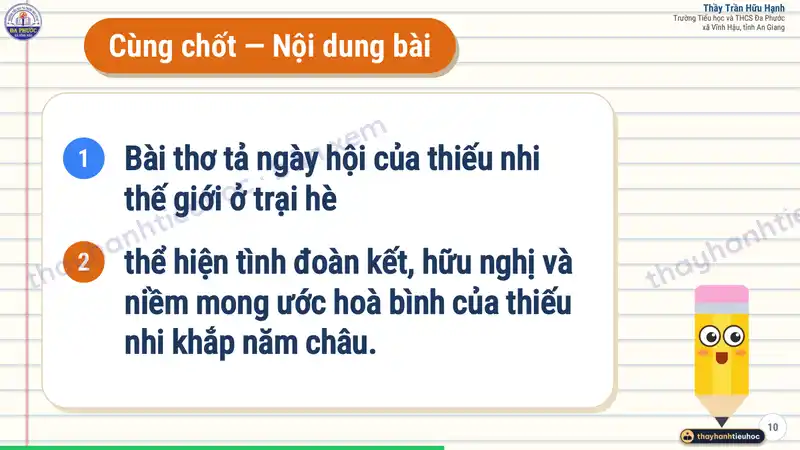 Thầy Trần Hữu Hạnh
Trường Tiểu học và THCS Đa Phước
xã Vĩnh Hậu, tỉnh An Giang
ĐA PHƯỚC
Cùng chốt — Nội dung bài
1 Bài thơ tả ngày hội của thiếu nhi
thế giới ở trại hè
2 thể hiện tình đoàn kết, hữu nghị và
niềm mong ước hoà bình của thiếu
nhi khắp năm châu.
10
thayhanhtieuhoc